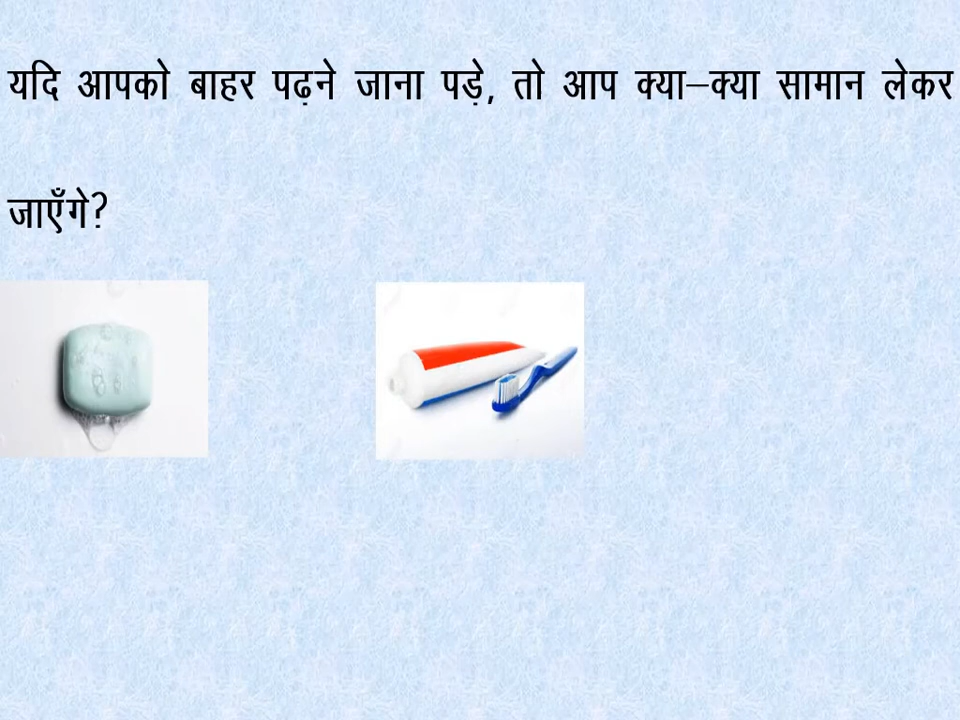 यदि आपको बाहर पढ़ने जाना पड़े, तो आप क्या–क्या सामान लेकर
जाएँगे?